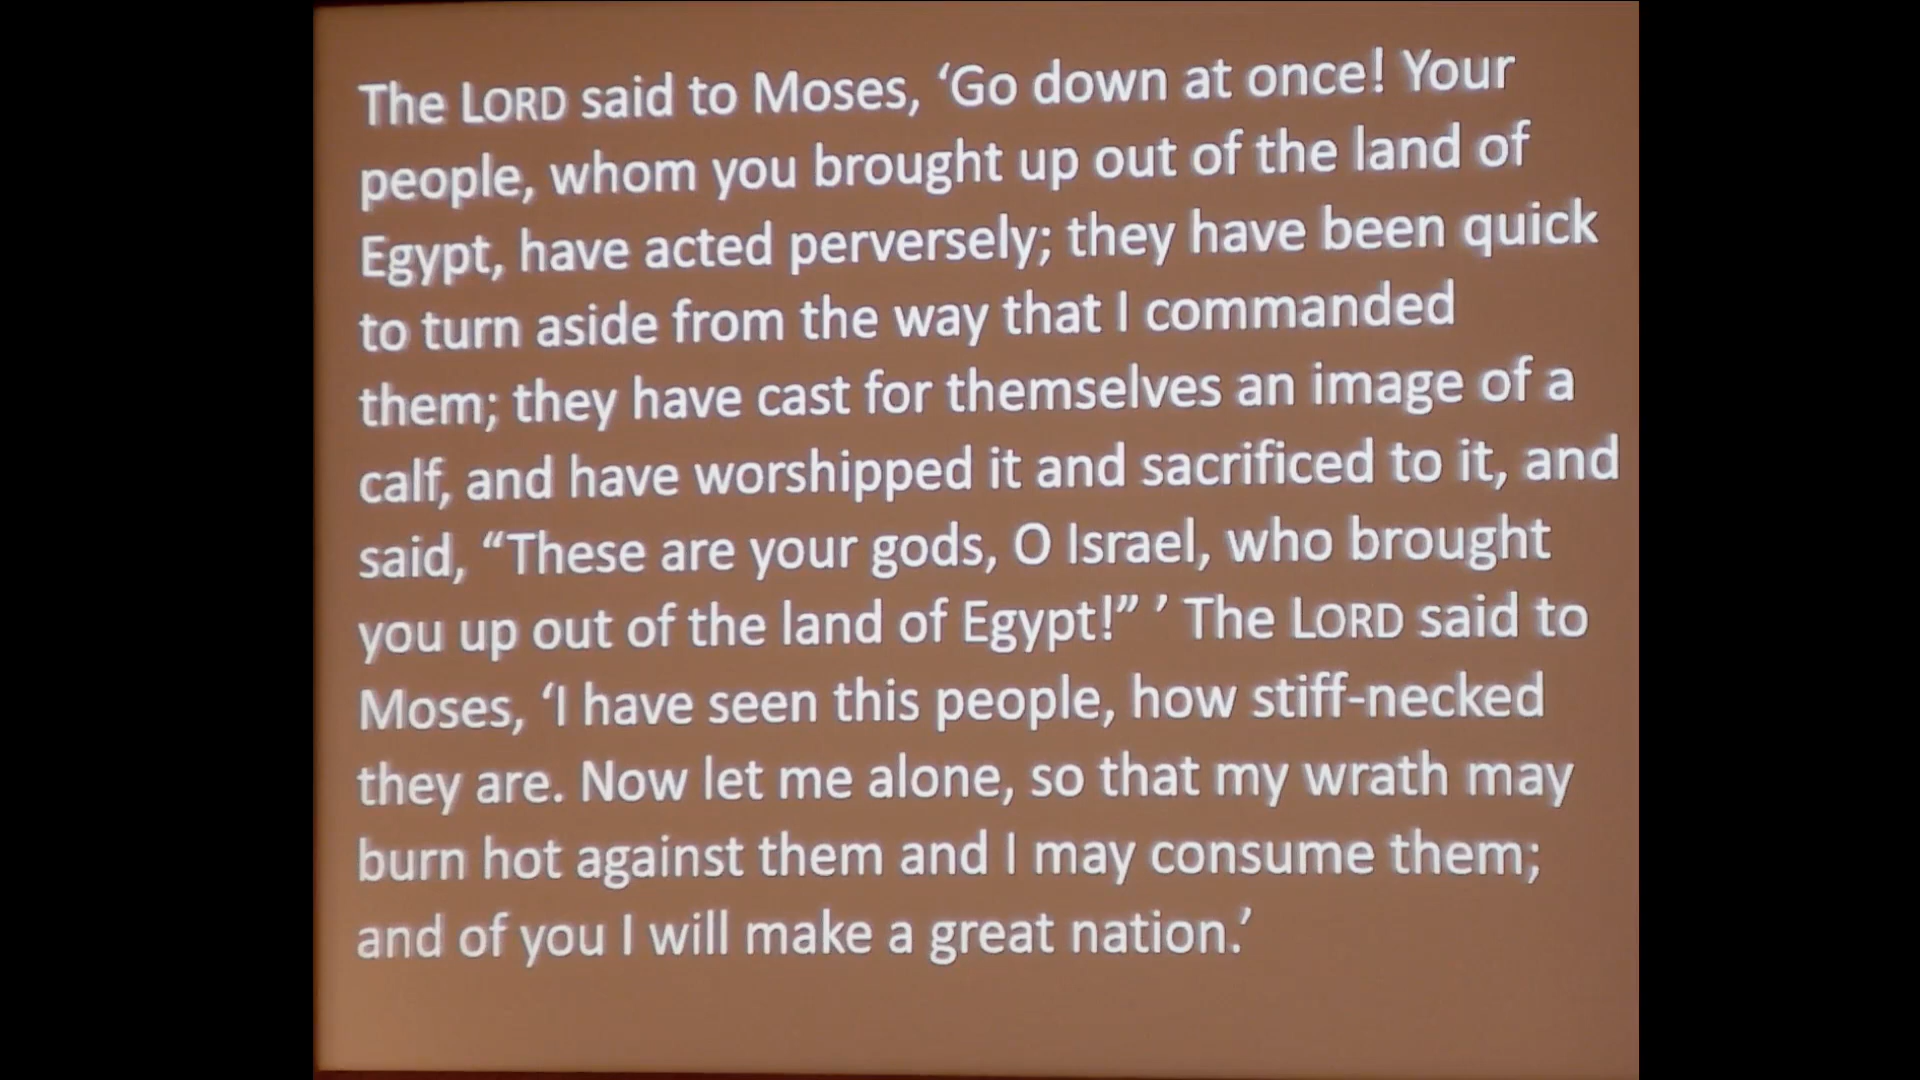 The LORD said to Moses, ‘Go down at once! Your
people, whom you brought up out of the land of
Egypt, have acted perversely; they have been quick
to turn aside from the way that I commanded
them; they have cast for themselves an image of a
calf, and have worshipped it and sacrificed to it, and
said, “These are your gods, O Israel, who brought
you up out of the land of Egypt!” ’ The LORD said to
Moses, ‘I have seen this people, how stiff-necked
they are. Now let me alone, so that my wrath may
burn hot against them and I may consume them;
and of you I will make a great nation.’